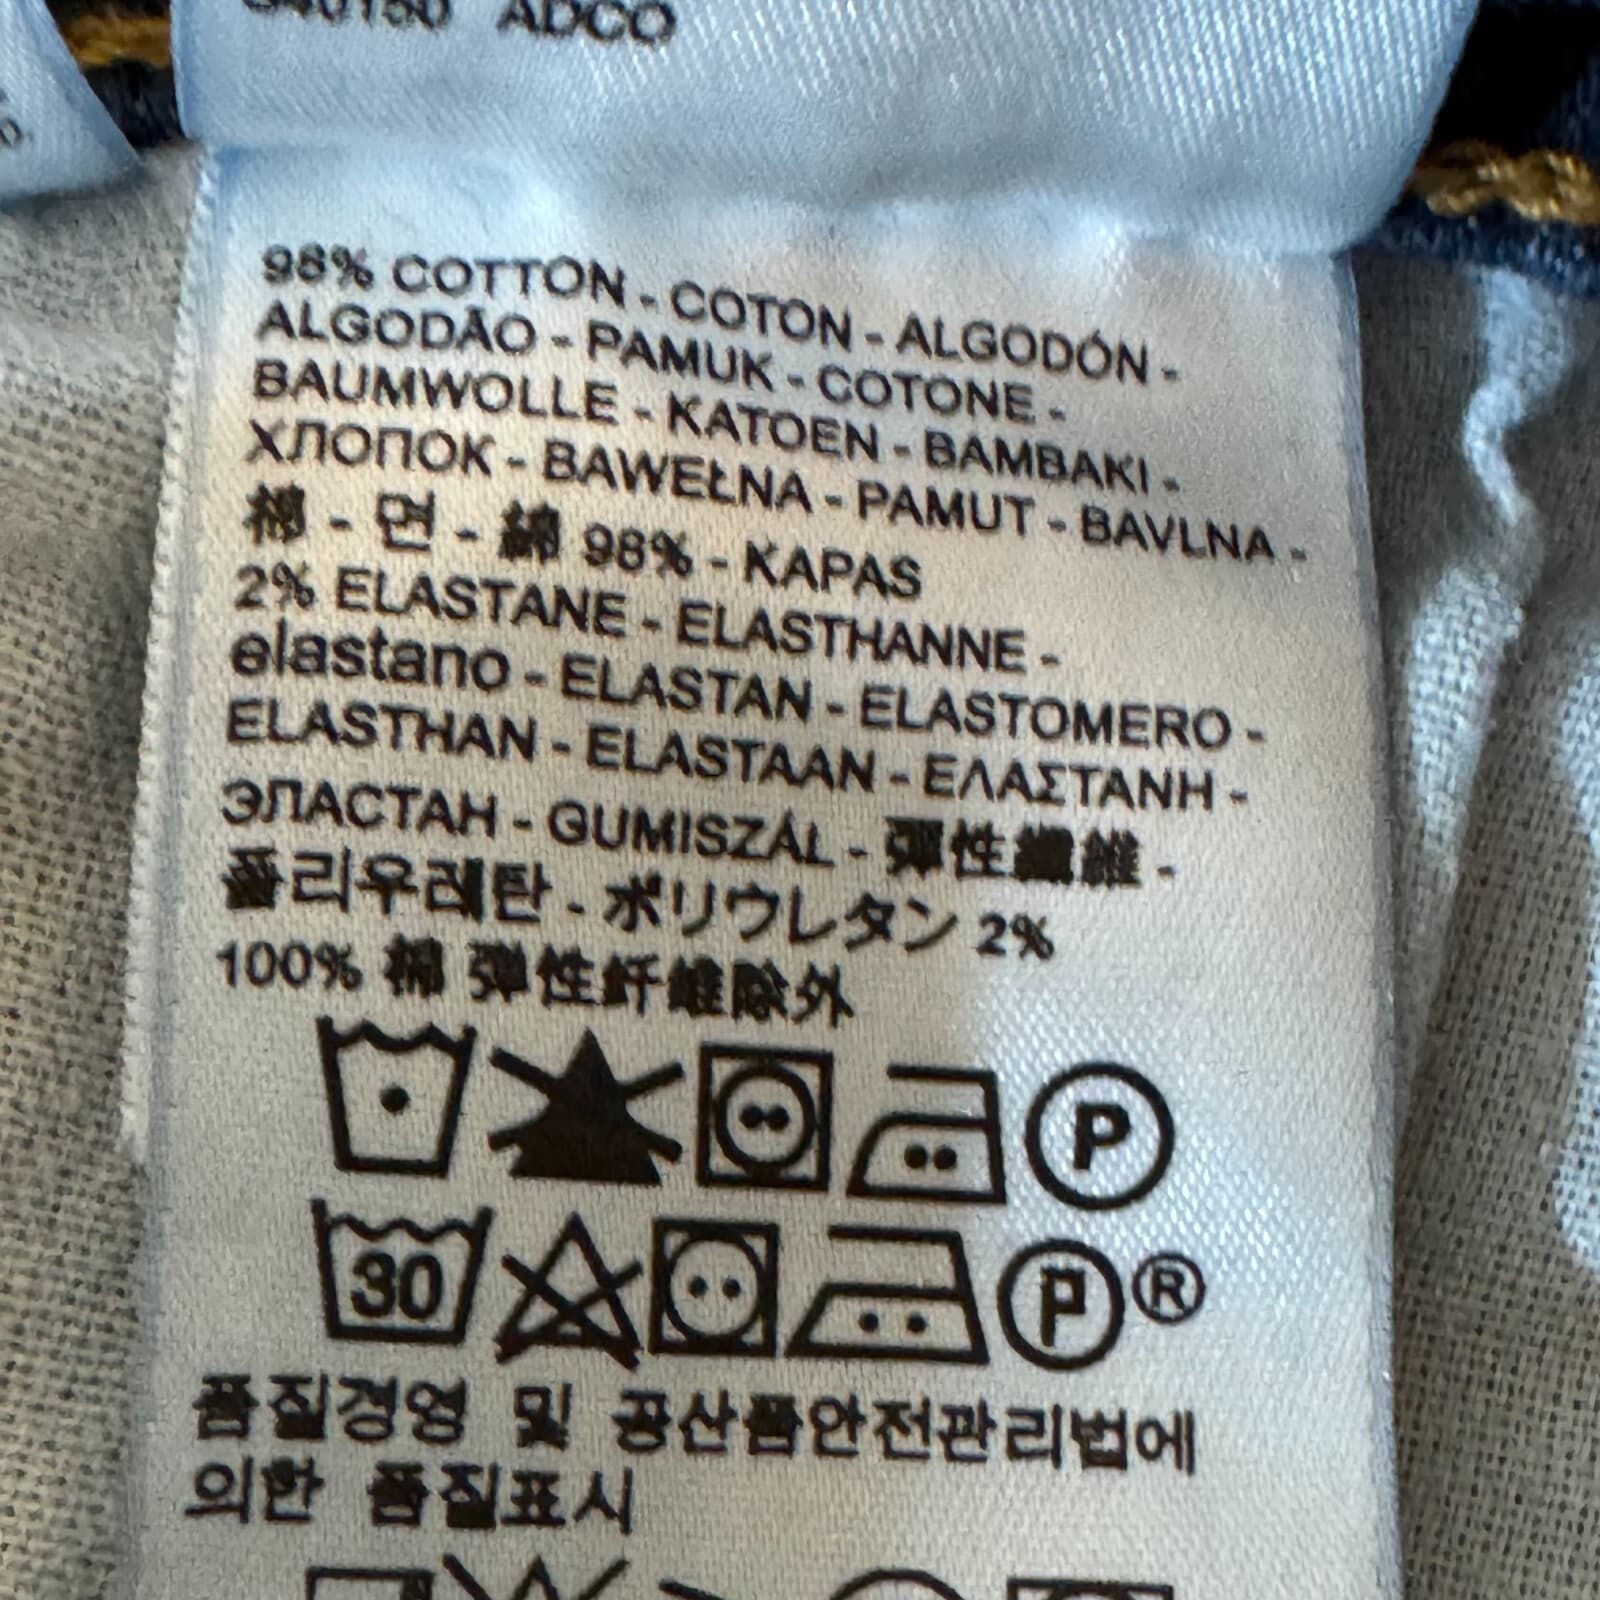 ADCO
98% COTTON - COTON - ALGODÓN -
ALGODÃO - PAMUK - COTONE -
BAUMWOLLE - KATOEN - BAMBAKI -
ХЛОПОК - BAWEŁNA - PAMUT - BAVLNA -
棉 - 면 - 綿 98% - KAPAS
2% ELASTANE - ELASTHANNE -
elastano - ELASTAN - ELASTOMERO -
ELASTHAN - ELASTAAN - ΕΛΑΣΤΑΝΗ -
ЭЛАСТАН - GUMISZÁL - 彈性纖維 -
폴리우레탄 - ポリウレタン 2%
100% 棉 弹性纤维除外
P
30 P ®
품질경영 및 공산품안전관리법에
의한 품질표시